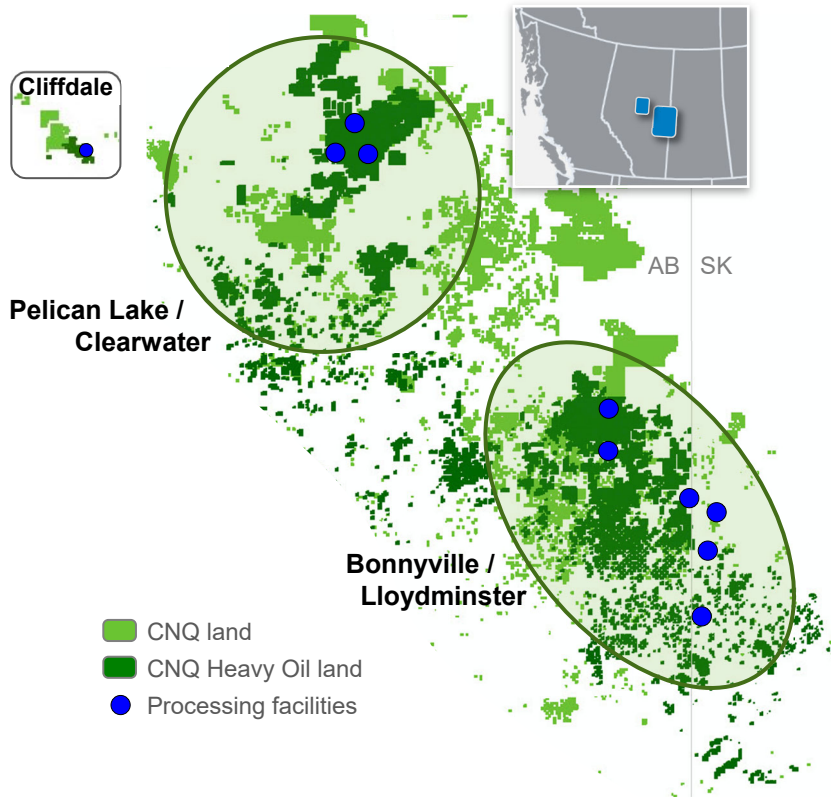 Cliffdale
AB SK
Pelican Lake /
Clearwater
Bonnyville /
Lloydminster
CNQ land
CNQ Heavy Oil land
Processing facilities